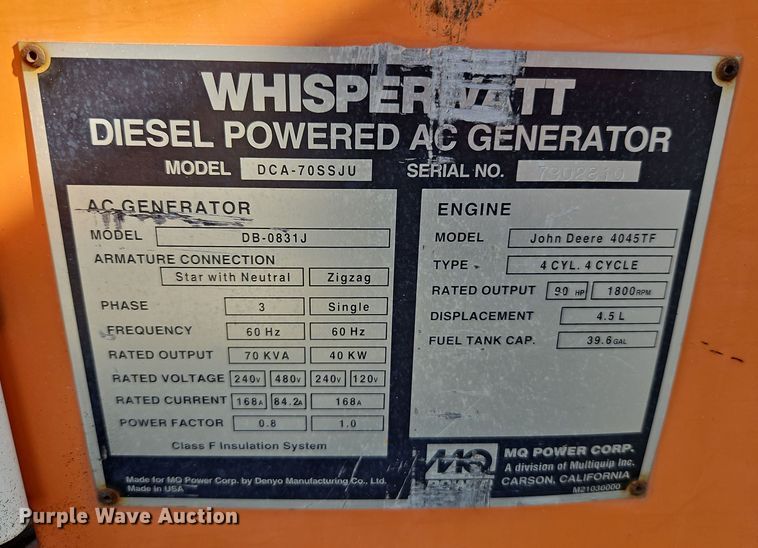 WHISPERWATT
DIESEL POWERED AC GENERATOR
MODEL DCA-70SSJU SERIAL NO. 7902810
AC GENERATOR
MODEL DB-0831J
ARMATURE CONNECTION
Star with Neutral Zigzag
PHASE 3 Single
FREQUENCY 60 Hz 60 Hz
RATED OUTPUT 70 KVA 40 KW
RATED VOLTAGE 240V 480V 240V 120V
RATED CURRENT 168A 84.2A 168A
POWER FACTOR 0.8 1.0
Class F Insulation System
ENGINE
MODEL John Deere 4045TF
TYPE 4 CYL. 4 CYCLE
RATED OUTPUT 90 HP 1800RPM
DISPLACEMENT 4.5 L
FUEL TANK CAP. 39.6GAL
Made for MQ Power Corp. by Denyo Manufacturing Co., Ltd.
Made in USA
MQ
POWER
MQ POWER CORP.
A division of Multiquip Inc.
CARSON, CALIFORNIA
M21030000
Purple Wave Auction